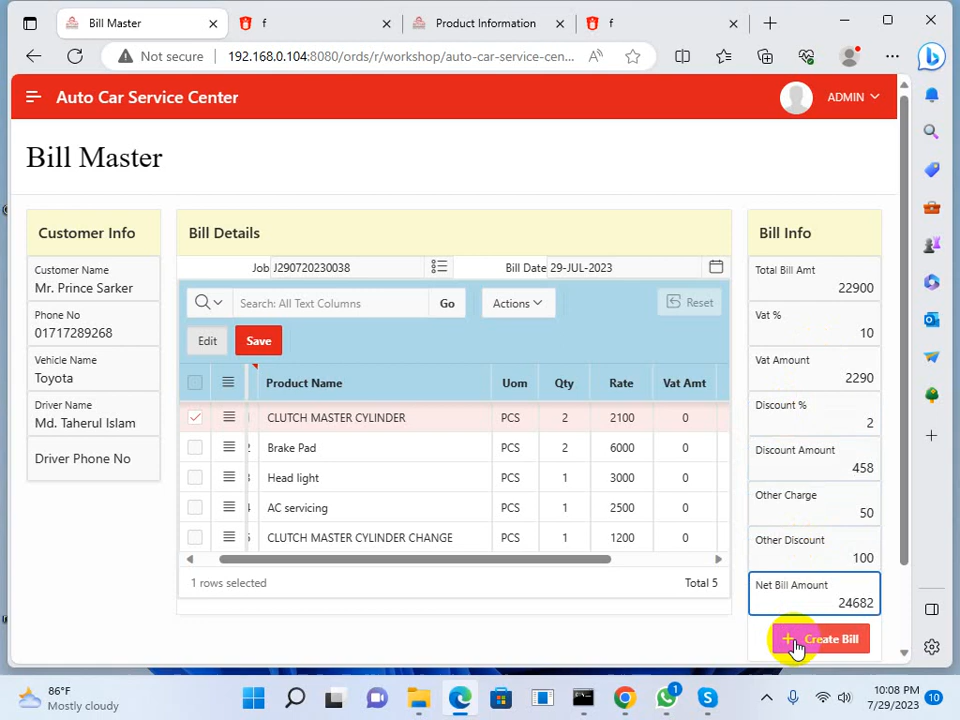 Bill Master
f
Product Information
f
Not secure
192.168.0.104:8080/ords/r/workshop/auto-car-service-cen...
Auto Car Service Center
ADMIN
Bill Master
Customer Info
Customer Name
Mr. Prince Sarker
Phone No
01717289268
Vehicle Name
Toyota
Driver Name
Md. Taherul Islam
Driver Phone No
Bill Details
Job J290720230038
Bill Date 29-JUL-2023
Search: All Text Columns
Go
Actions
Reset
Edit
Save
Product Name Uom Qty Rate Vat Amt
CLUTCH MASTER CYLINDER PCS 2 2100 0
Brake Pad PCS 2 6000 0
Head light PCS 1 3000 0
AC servicing PCS 1 2500 0
CLUTCH MASTER CYLINDER CHANGE PCS 1 1200 0
1 rows selected
Total 5
Bill Info
Total Bill Amt
22900
Vat %
10
Vat Amount
2290
Discount %
2
Discount Amount
458
Other Charge
50
Other Discount
100
Net Bill Amount
24682
+ Create Bill
86°F
Mostly cloudy
1
10:08 PM
7/29/2023
10